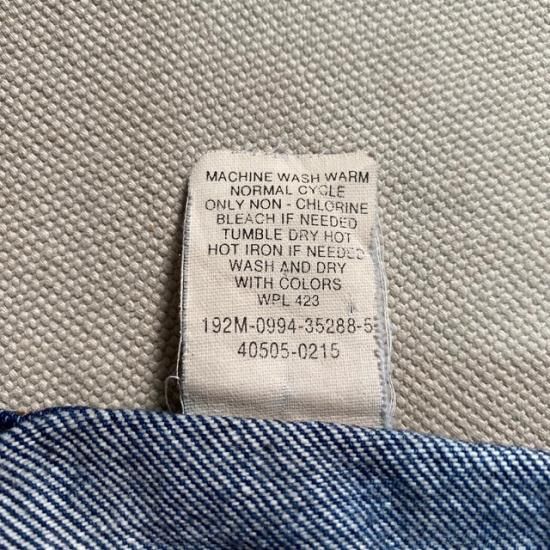 MACHINE WASH WARM
NORMAL CYCLE
ONLY NON - CHLORINE
BLEACH IF NEEDED
TUMBLE DRY HOT
HOT IRON IF NEEDED
WASH AND DRY
WITH COLORS
WPL 423
192M-0994-35288-5
40505-0215